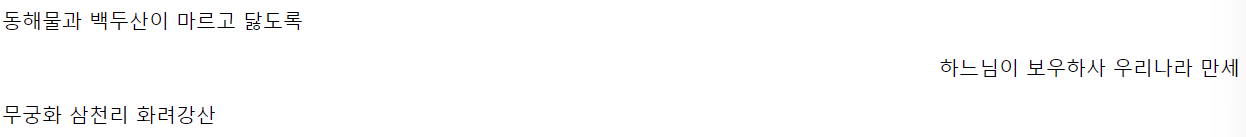 동해물과 백두산이 마르고 닳도록
하느님이 보우하사 우리나라 만세
무궁화 삼천리 화려강산